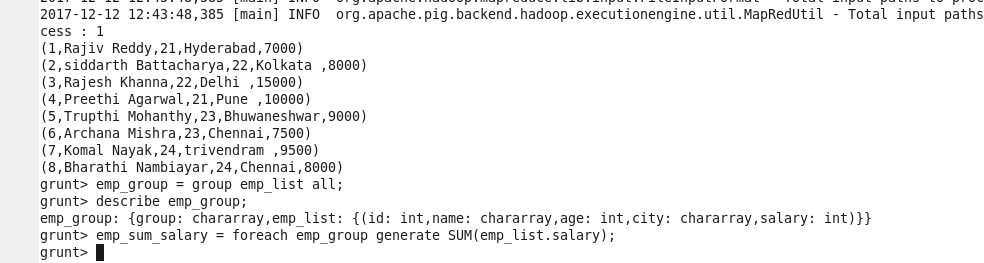 2017-12-12 12:43:48,385 [main] INFO  org.apache.pig.backend.hadoop.executionengine.util.MapRedUtil - Total input paths
cess : 1
(1,Rajiv Reddy,21,Hyderabad,7000)
(2,siddarth Battacharya,22,Kolkata ,8000)
(3,Rajesh Khanna,22,Delhi ,15000)
(4,Preethi Agarwal,21,Pune ,10000)
(5,Trupthi Mohanthy,23,Bhuwaneshwar,9000)
(6,Archana Mishra,23,Chennai,7500)
(7,Komal Nayak,24,trivendram ,9500)
(8,Bharathi Nambiayar,24,Chennai,8000)
grunt> emp_group = group emp_list all;
grunt> describe emp_group;
emp_group: {group: chararray,emp_list: {(id: int,name: chararray,age: int,city: chararray,salary: int)}}
grunt> emp_sum_salary = foreach emp_group generate SUM(emp_list.salary);
grunt>